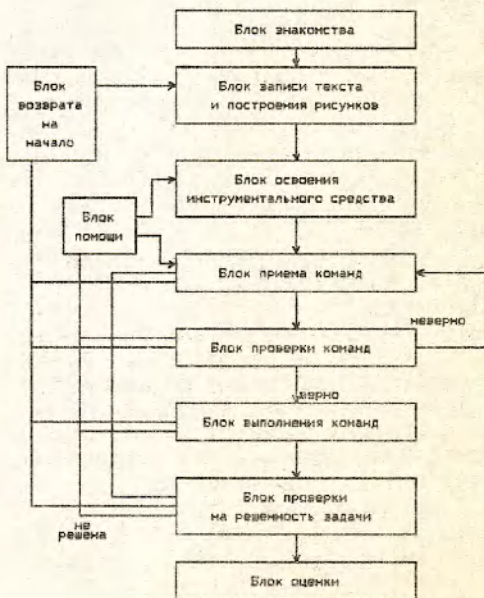 Блок знакомства
Блок
возврата
на
начало
Блок записи текста
и построения рисунков
Блок освоения
инструментального средства
Блок
помощи
Блок приема команд
неверно
Блок проверки команд
верно
Блок выполнения команд
Блок проверки
на решенность задачи
не
решена
Блок оценки